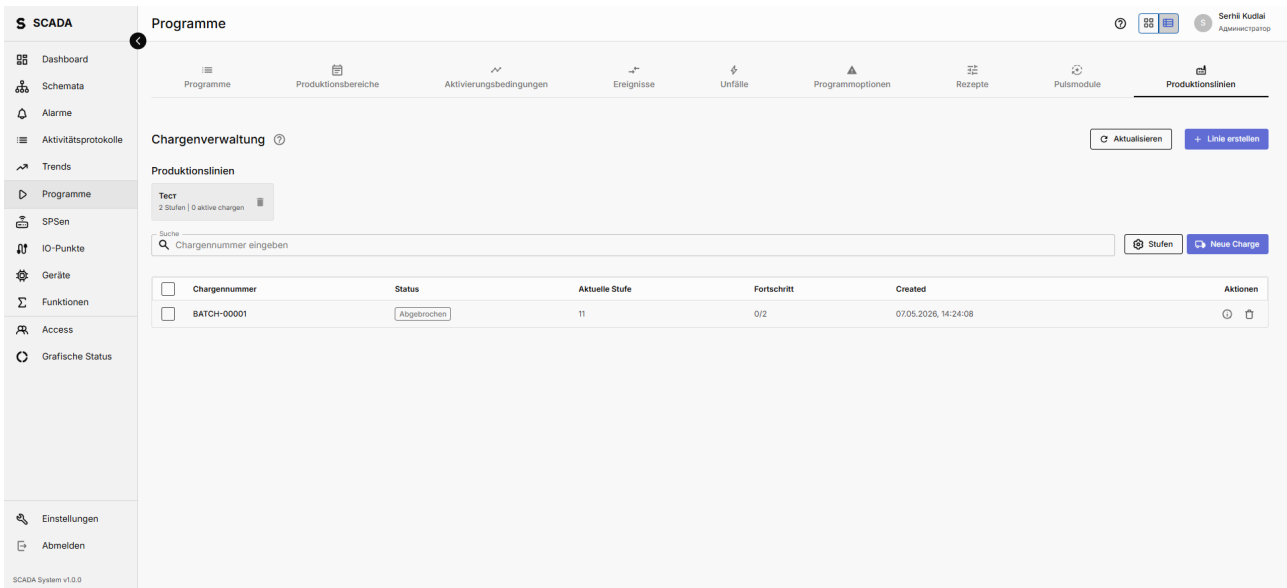 SCADA
Programme
Serhii Kudlai
S
Администратор
Dashboard
Schemata
Alarme
Aktivitätsprotokolle
Trends
Programme
SPSen
IO-Punkte
Geräte
Funktionen
Access
Grafische Status
Einstellungen
Abmelden
SCADA System v1.0.0
Programme
Produktionsbereiche
Aktivierungsbedingungen
Ereignisse
Unfälle
Programmoptionen
Rezepte
Pulsmodule
Produktionslinien
Chargenverwaltung
Aktualisieren
+ Linie erstellen
Produktionslinien
Тест
2 Stufen | 0 aktive chargen
Suche
Chargennummer eingeben
Stufen
Neue Charge
Chargennummer Status Aktuelle Stufe Fortschritt Created Aktionen
BATCH-00001 Abgebrochen 11 0/2 07.05.2026, 14:24:08